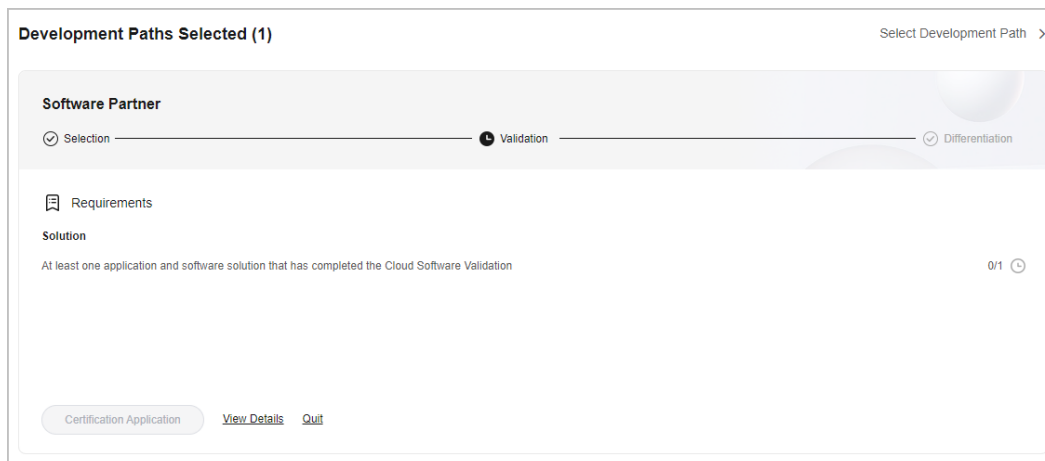 Development Paths Selected (1)
Select Development Path
Software Partner
Selection
Validation
Differentiation
Requirements
Solution
At least one application and software solution that has completed the Cloud Software Validation
0/1
Certification Application
View Details
Quit